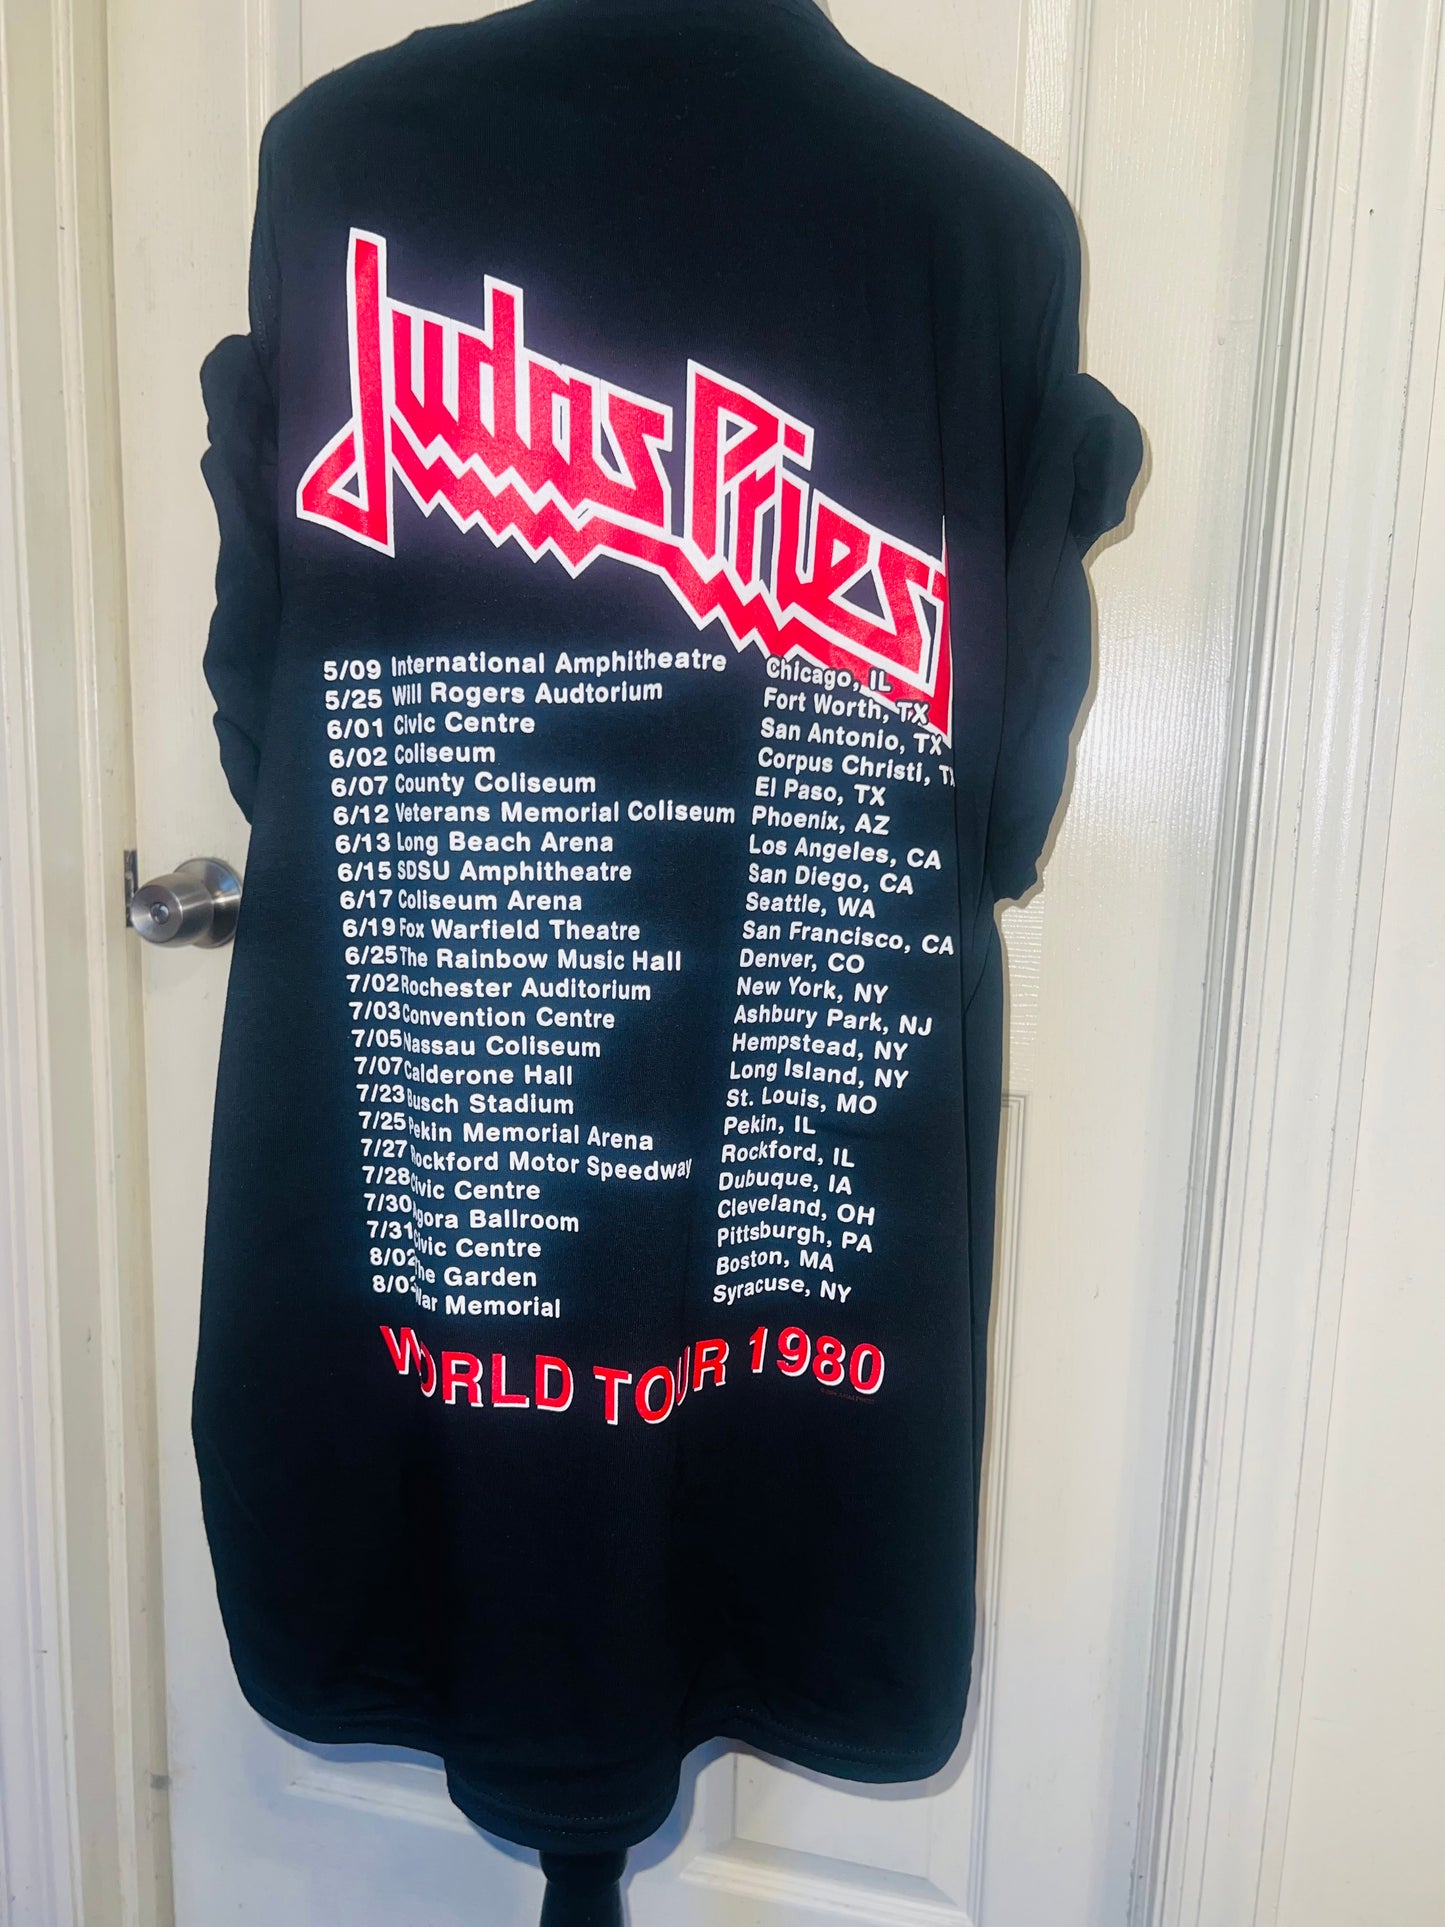 Judas Priest
5/09 International Amphitheatre Chicago, IL
5/25 Will Rogers Audtorium Fort Worth, TX
6/01 Civic Centre San Antonio, TX
6/02 Coliseum Corpus Christi, TX
6/07 County Coliseum El Paso, TX
6/12 Veterans Memorial Coliseum Phoenix, AZ
6/13 Long Beach Arena Los Angeles, CA
6/15 SDSU Amphitheatre San Diego, CA
6/17 Coliseum Arena Seattle, WA
6/19 Fox Warfield Theatre San Francisco, CA
6/25 The Rainbow Music Hall Denver, CO
7/02 Rochester Auditorium New York, NY
7/03 Convention Centre Ashbury Park, NJ
7/05 Nassau Coliseum Hempstead, NY
7/07 Calderone Hall Long Island, NY
7/23 Busch Stadium St. Louis, MO
7/25 Pekin Memorial Arena Pekin, IL
7/27 Rockford Motor Speedway Rockford, IL
7/28 Civic Centre Dubuque, IA
7/30 Agora Ballroom Cleveland, OH
7/31 Civic Centre Pittsburgh, PA
8/02 The Garden Boston, MA
8/03 War Memorial Syracuse, NY
WORLD TOUR 1980